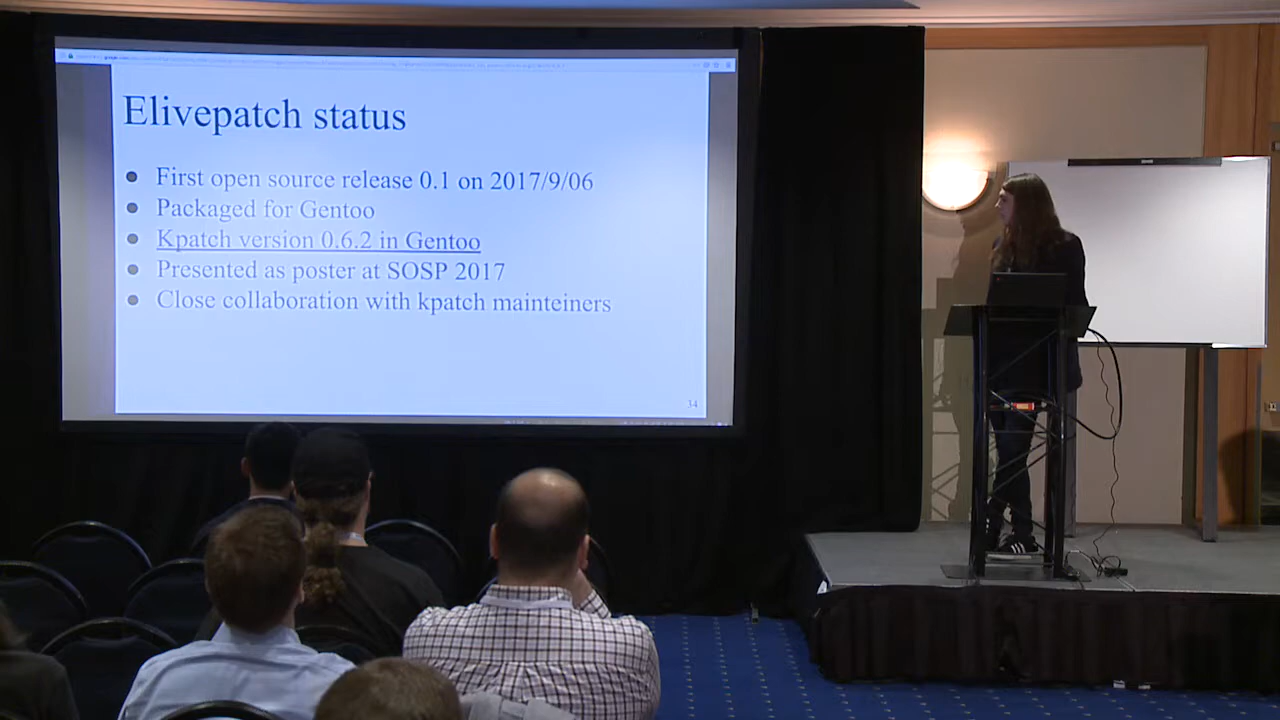 Elivepatch status
First open source release 0.1 on 2017/9/06
Packaged for Gentoo
Kpatch version 0.6.2 in Gentoo
Presented as poster at SOSP 2017
Close collaboration with kpatch mainteiners
34